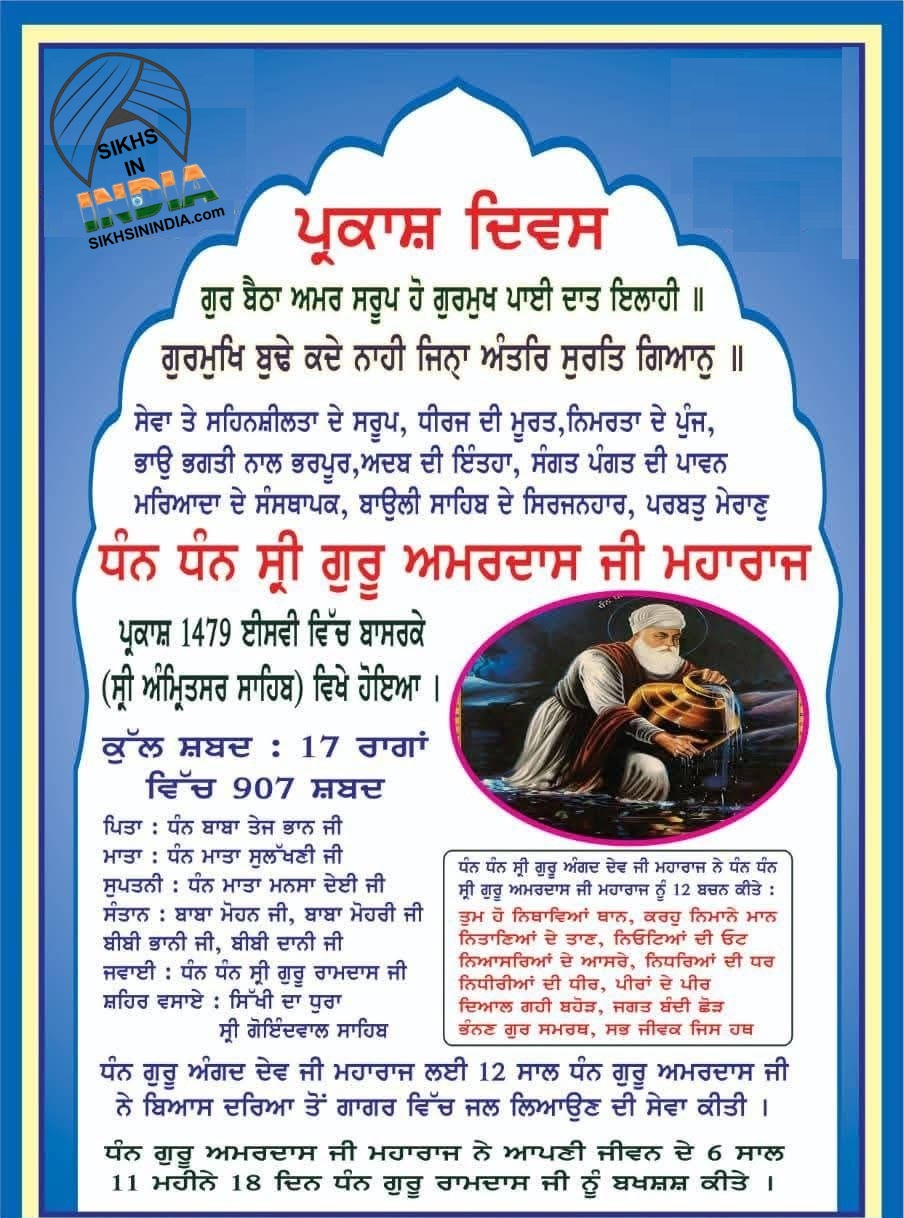 SIKHS
IN
INDIA
SIKHSININDIA.com
ਪ੍ਰਕਾਸ਼ ਦਿਵਸ
ਗੁਰ ਬੈਠਾ ਅਮਰ ਸਰੂਪ ਹੋ ਗੁਰਮੁਖ ਪਾਈ ਦਾਤ ਇਲਾਹੀ ॥
ਗੁਰਮੁਖਿ ਬੁਢੇ ਕਦੇ ਨਾਹੀ ਜਿਨ੍ਹਾ ਅੰਤਰਿ ਸੁਰਤਿ ਗਿਆਨੁ ॥
ਸੇਵਾ ਤੇ ਸਹਿਨਸ਼ੀਲਤਾ ਦੇ ਸਰੂਪ, ਧੀਰਜ ਦੀ ਮੂਰਤ,ਨਿਮਰਤਾ ਦੇ ਪੁੰਜ,
ਭਾਉ ਭਗਤੀ ਨਾਲ ਭਰਪੂਰ,ਅਦਬ ਦੀ ਇੰਤਹਾ, ਸੰਗਤ ਪੰਗਤ ਦੀ ਪਾਵਨ
ਮਰਿਆਦਾ ਦੇ ਸੰਸਥਾਪਕ, ਬਾਉਲੀ ਸਾਹਿਬ ਦੇ ਸਿਰਜਨਹਾਰ, ਪਰਬਤੁ ਮੇਰਾਣੁ
ਧੰਨ ਧੰਨ ਸ੍ਰੀ ਗੁਰੂ ਅਮਰਦਾਸ ਜੀ ਮਹਾਰਾਜ
ਪ੍ਰਕਾਸ਼ 1479 ਈਸਵੀ ਵਿੱਚ ਬਾਸਰਕੇ
(ਸ੍ਰੀ ਅੰਮ੍ਰਿਤਸਰ ਸਾਹਿਬ) ਵਿਖੇ ਹੋਇਆ ।
ਕੁੱਲ ਸ਼ਬਦ : 17 ਰਾਗਾਂ
ਵਿੱਚ 907 ਸ਼ਬਦ
ਪਿਤਾ : ਧੰਨ ਬਾਬਾ ਤੇਜ ਭਾਨ ਜੀ
ਮਾਤਾ : ਧੰਨ ਮਾਤਾ ਸੁਲੱਖਣੀ ਜੀ
ਸੁਪਤਨੀ : ਧੰਨ ਮਾਤਾ ਮਨਸਾ ਦੇਈ ਜੀ
ਸੰਤਾਨ : ਬਾਬਾ ਮੋਹਨ ਜੀ, ਬਾਬਾ ਮੋਹਰੀ ਜੀ
ਬੀਬੀ ਭਾਨੀ ਜੀ, ਬੀਬੀ ਦਾਨੀ ਜੀ
ਜਵਾਈ : ਧੰਨ ਧੰਨ ਸ੍ਰੀ ਗੁਰੂ ਰਾਮਦਾਸ ਜੀ
ਸ਼ਹਿਰ ਵਸਾਏ : ਸਿੱਖੀ ਦਾ ਧੁਰਾ
ਸ੍ਰੀ ਗੋਇੰਦਵਾਲ ਸਾਹਿਬ
ਧੰਨ ਧੰਨ ਸ੍ਰੀ ਗੁਰੂ ਅੰਗਦ ਦੇਵ ਜੀ ਮਹਾਰਾਜ ਨੇ ਧੰਨ ਧੰਨ
ਸ੍ਰੀ ਗੁਰੂ ਅਮਰਦਾਸ ਜੀ ਮਹਾਰਾਜ ਨੂੰ 12 ਬਚਨ ਕੀਤੇ :
ਤੁਮ ਹੋ ਨਿਥਾਵਿਆਂ ਥਾਨ, ਕਰਹੁ ਨਿਮਾਨੇ ਮਾਨ
ਨਿਤਾਣਿਆਂ ਦੇ ਤਾਣ, ਨਿਓਟਿਆਂ ਦੀ ਓਟ
ਨਿਆਸਰਿਆਂ ਦੇ ਆਸਰੇ, ਨਿਧਰਿਆਂ ਦੀ ਧਰ
ਨਿਧੀਰੀਆਂ ਦੀ ਧੀਰ, ਪੀਰਾਂ ਦੇ ਪੀਰ
ਦਿਆਲ ਗਹੀ ਬਹੋੜ, ਜਗਤ ਬੰਦੀ ਛੋੜ
ਭੰਨਣ ਗੁਰ ਸਮਰਥ, ਸਭ ਜੀਵਕ ਜਿਸ ਹਥ
ਧੰਨ ਗੁਰੂ ਅੰਗਦ ਦੇਵ ਜੀ ਮਹਾਰਾਜ ਲਈ 12 ਸਾਲ ਧੰਨ ਗੁਰੂ ਅਮਰਦਾਸ ਜੀ
ਨੇ ਬਿਆਸ ਦਰਿਆ ਤੋਂ ਗਾਗਰ ਵਿੱਚ ਜਲ ਲਿਆਉਣ ਦੀ ਸੇਵਾ ਕੀਤੀ ।
ਧੰਨ ਗੁਰੂ ਅਮਰਦਾਸ ਜੀ ਮਹਾਰਾਜ ਨੇ ਆਪਣੀ ਜੀਵਨ ਦੇ 6 ਸਾਲ
11 ਮਹੀਨੇ 18 ਦਿਨ ਧੰਨ ਗੁਰੂ ਰਾਮਦਾਸ ਜੀ ਨੂੰ ਬਖਸ਼ਸ਼ ਕੀਤੇ ।